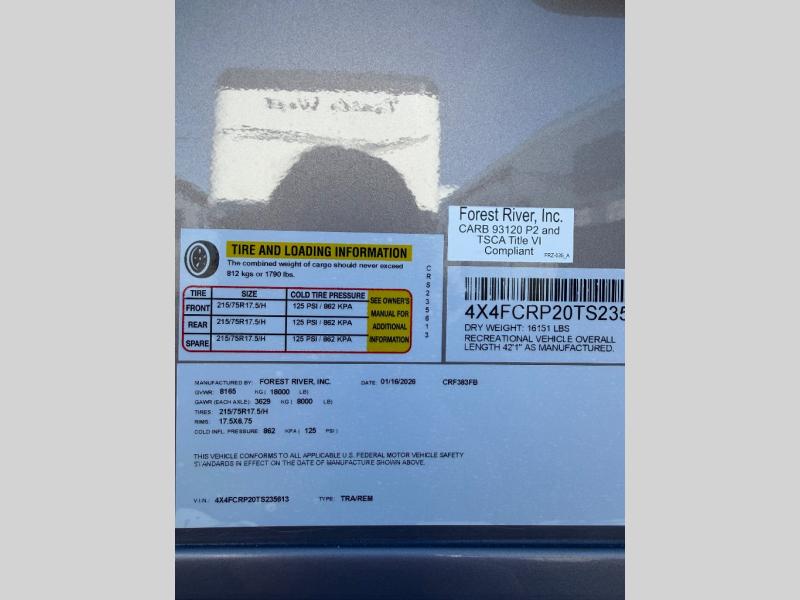 Forest River, Inc.
CARB 93120 P2 and
TSCA Title VI
Compliant
FRZ-039_A
TIRE AND LOADING INFORMATION
The combined weight of cargo should never exceed
812 kgs or 1790 lbs.
TIRE SIZE COLD TIRE PRESSURE
FRONT 215/75R17.5/H 125 PSI / 862 KPA
REAR 215/75R17.5/H 125 PSI / 862 KPA
SPARE 215/75R17.5/H 125 PSI / 862 KPA
SEE OWNER'S
MANUAL FOR
ADDITIONAL
INFORMATION
CRS235613
4X4FCRP20TS235
DRY WEIGHT: 16151 LBS
RECREATIONAL VEHICLE OVERALL
LENGTH 42'1" AS MANUFACTURED.
MANUFACTURED BY: FOREST RIVER, INC. DATE: 01/16/2026 CRF383FB
GVWR: 8165 KG ( 18000 LB)
GAWR (EACH AXLE): 3629 KG ( 8000 LB)
TIRES: 215/75R17.5/H
RIMS: 17.5X6.75
COLD INFL. PRESSURE: 862 KPA ( 125 PSI )
THIS VEHICLE CONFORMS TO ALL APPLICABLE U.S. FEDERAL MOTOR VEHICLE SAFETY
STANDARDS IN EFFECT ON THE DATE OF MANUFACTURE SHOWN ABOVE.
V.I.N.: 4X4FCRP20TS235613 TYPE: TRA/REM